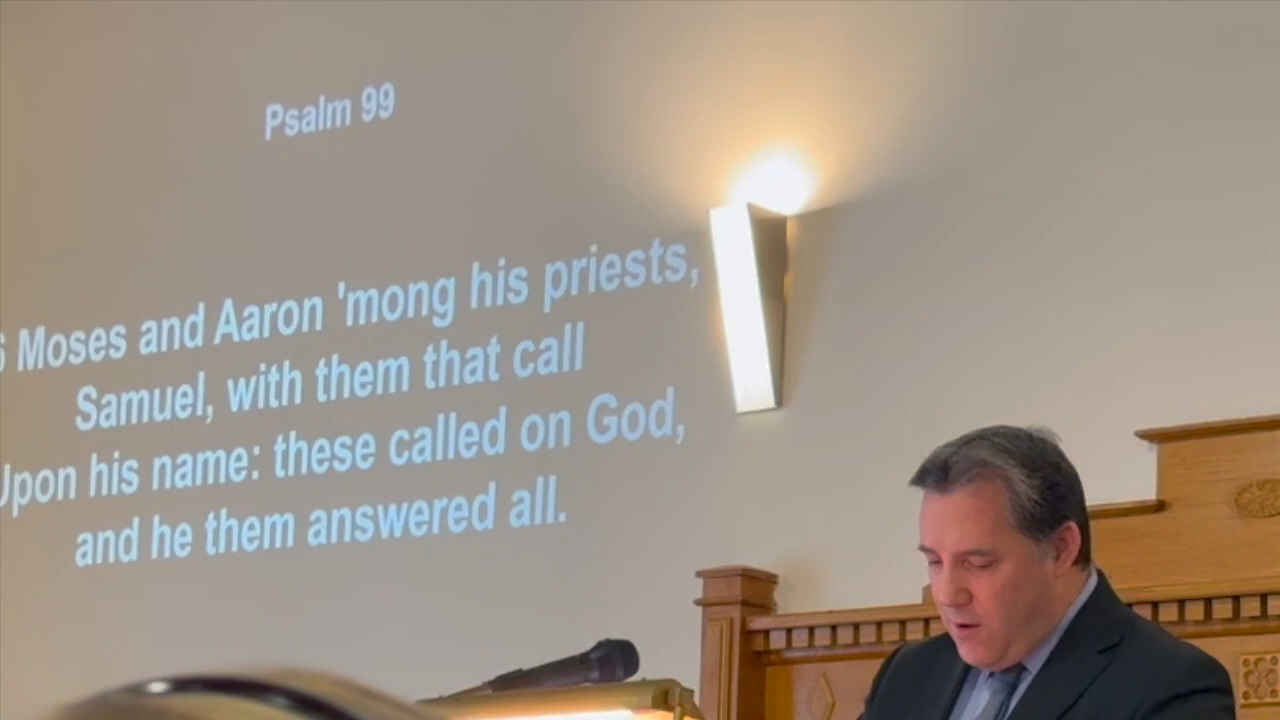 Psalm 99
6 Moses and Aaron 'mong his priests,
Samuel, with them that call
Upon his name: these called on God,
and he them answered all.